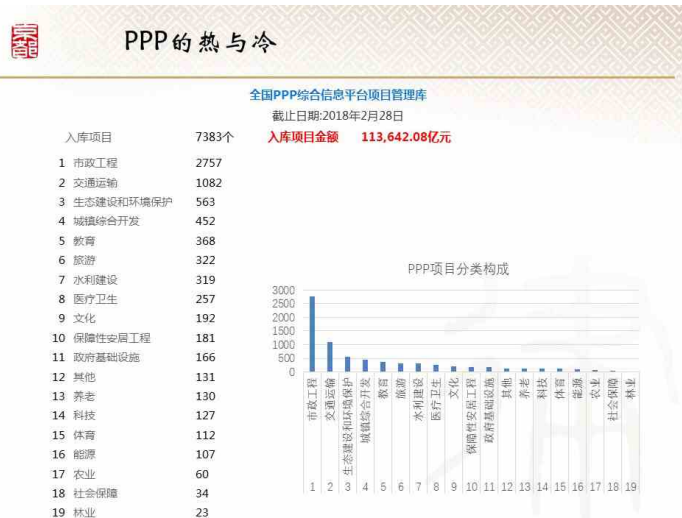 京都
PPP的热与冷
全国PPP综合信息平台项目管理库
截止日期:2018年2月28日
入库项目 7383个 入库项目金额 113,642.08亿元
1 市政工程 2757
2 交通运输 1082
3 生态建设和环境保护 563
4 城镇综合开发 452
5 教育 368
6 旅游 322
7 水利建设 319
8 医疗卫生 257
9 文化 192
10 保障性安居工程 181
11 政府基础设施 166
12 其他 131
13 养老 130
14 科技 127
15 体育 112
16 能源 107
17 农业 60
18 社会保障 34
19 林业 23
PPP项目分类构成
3000
2500
2000
1500
1000
500
0
市政工程
交通运输
生态建设和环境保护
城镇综合开发
教育
旅游
水利建设
医疗卫生
文化
保障性安居工程
政府基础设施
其他
养老
科技
体育
能源
农业
社会保障
林业
1 2 3 4 5 6 7 8 9 10 11 12 13 14 15 16 17 18 19